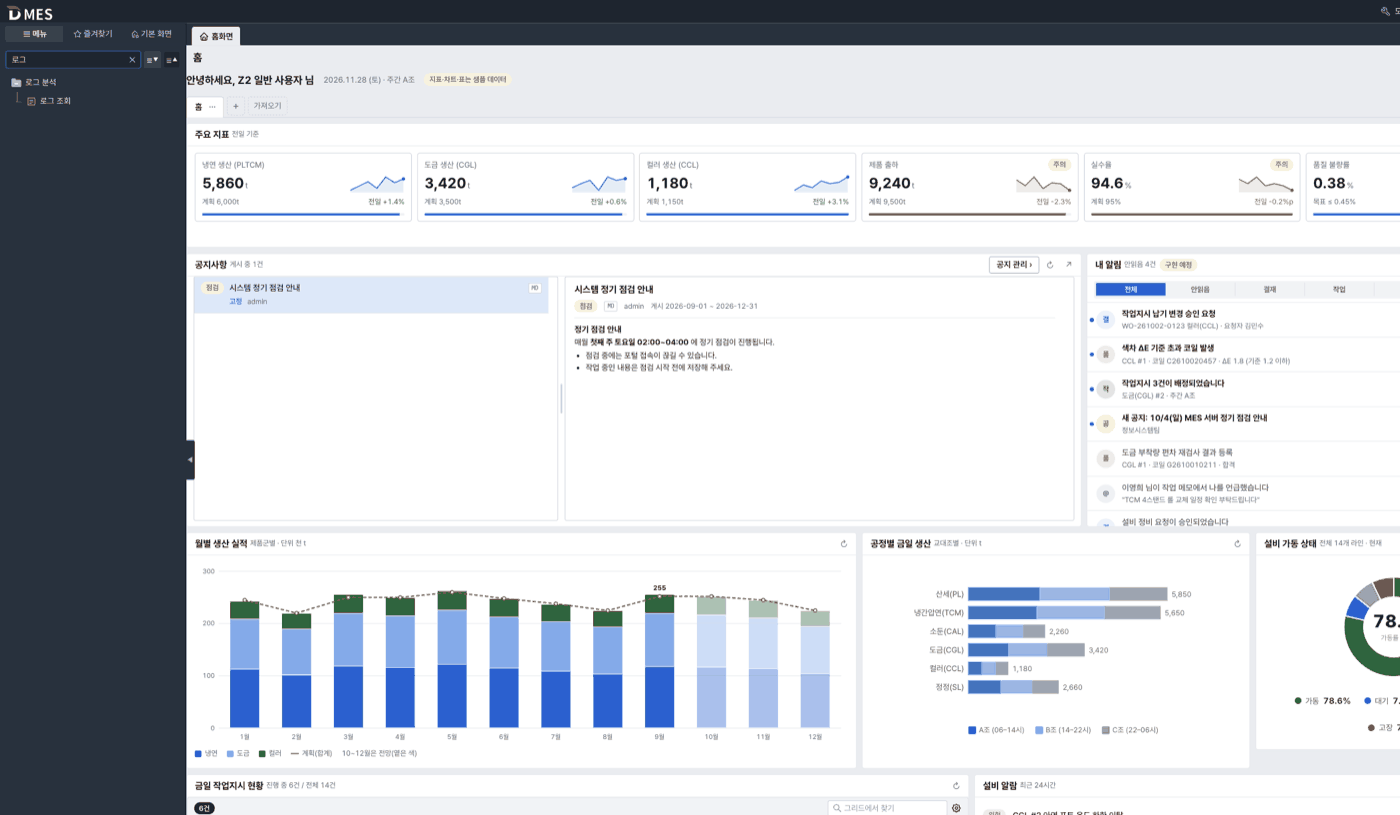 D MES
메뉴 즐겨찾기 기본 화면
로그
로그 분석
로그 조회
홈화면
홈
안녕하세요, Z2 일반 사용자 님 2026.11.28 (토) · 주간 A조 지표·차트·표는 샘플 데이터
홈 ··· + 가져오기
주요 지표 전일 기준
냉연 생산 (PLTCM)
5,860 t
계획 6,000t 전일 +1.4%
도금 생산 (CGL)
3,420 t
계획 3,500t 전일 +0.6%
컬러 생산 (CCL)
1,180 t
계획 1,150t 전일 +3.1%
제품 출하 주의
9,240 t
계획 9,500t 전일 -2.3%
실수율 주의
94.6 %
계획 95% 전일 -0.2%p
품질 불량률
0.38 %
목표 ≤ 0.45%
공지사항 게시 중 1건 공지 관리 ›
점검 시스템 정기 점검 안내 MD
고정 admin
시스템 정기 점검 안내
점검 MD admin 게시 2026-09-01 ~ 2026-12-31
정기 점검 안내
매월 첫째 주 토요일 02:00~04:00 에 정기 점검이 진행됩니다.
• 점검 중에는 포털 접속이 끊길 수 있습니다.
• 작업 중인 내용은 점검 시작 전에 저장해 주세요.
내 알림 안읽음 4건 구현 예정
전체 안읽음 결재 작업
결 작업지시 납기 변경 승인 요청
WO-261002-0123 컬러(CCL) · 요청자 김민수
품 색차 ΔE 기준 초과 코일 발생
CCL #1 · 코일 C2610020457 · ΔE 1.8 (기준 1.2 이하)
작 작업지시 3건이 배정되었습니다
도금(CGL) #2 · 주간 A조
공 새 공지: 10/4(일) MES 서버 정기 점검 안내
정보시스템팀
품 도금 부착량 편차 재검사 결과 등록
CGL #1 · 코일 G2610010211 · 합격
@ 이영희 님이 작업 메모에서 나를 언급했습니다
"TCM 4스탠드 롤 교체 일정 확인 부탁드립니다"
설비 정비 요청이 승인되었습니다
월별 생산 실적 제품군별 · 단위 천 t
300
200
100
0
255
1월 2월 3월 4월 5월 6월 7월 8월 9월 10월 11월 12월
냉연 도금 컬러 계획(합계) 10~12월은 전망(옅은 색)
공정별 금일 생산 교대조별 · 단위 t
산세(PL) 5,850
냉간압연(TCM) 5,650
소둔(CAL) 2,260
도금(CGL) 3,420
컬러(CCL) 1,180
정정(SL) 2,660
A조 (06~14시) B조 (14~22시) C조 (22~06시)
설비 가동 상태 전체 14개 라인 · 현재
78.
가동률
가동 78.6% 대기 7.
고장 7
금일 작업지시 현황 진행 중 6건 / 전체 14건
6건 그리드에서 찾기
설비 알람 최근 24시간